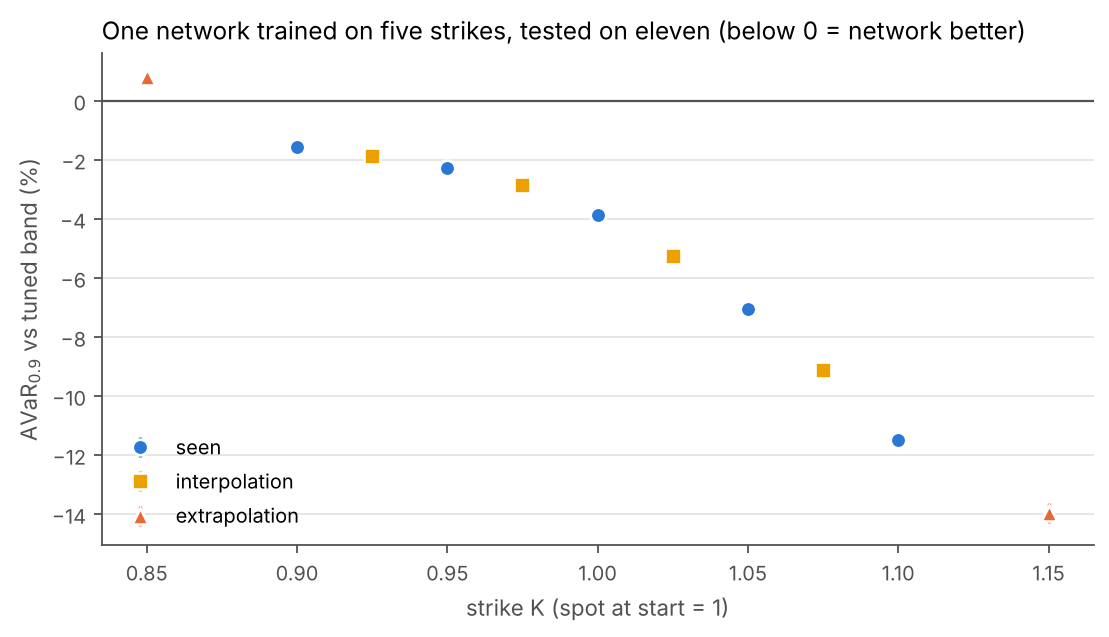 One network trained on five strikes, tested on eleven (below 0 = network better)
AVaR0.9 vs tuned band (%)
0
−2
−4
−6
−8
−10
−12
−14
seen
interpolation
extrapolation
0.85
0.90
0.95
1.00
1.05
1.10
1.15
strike K (spot at start = 1)